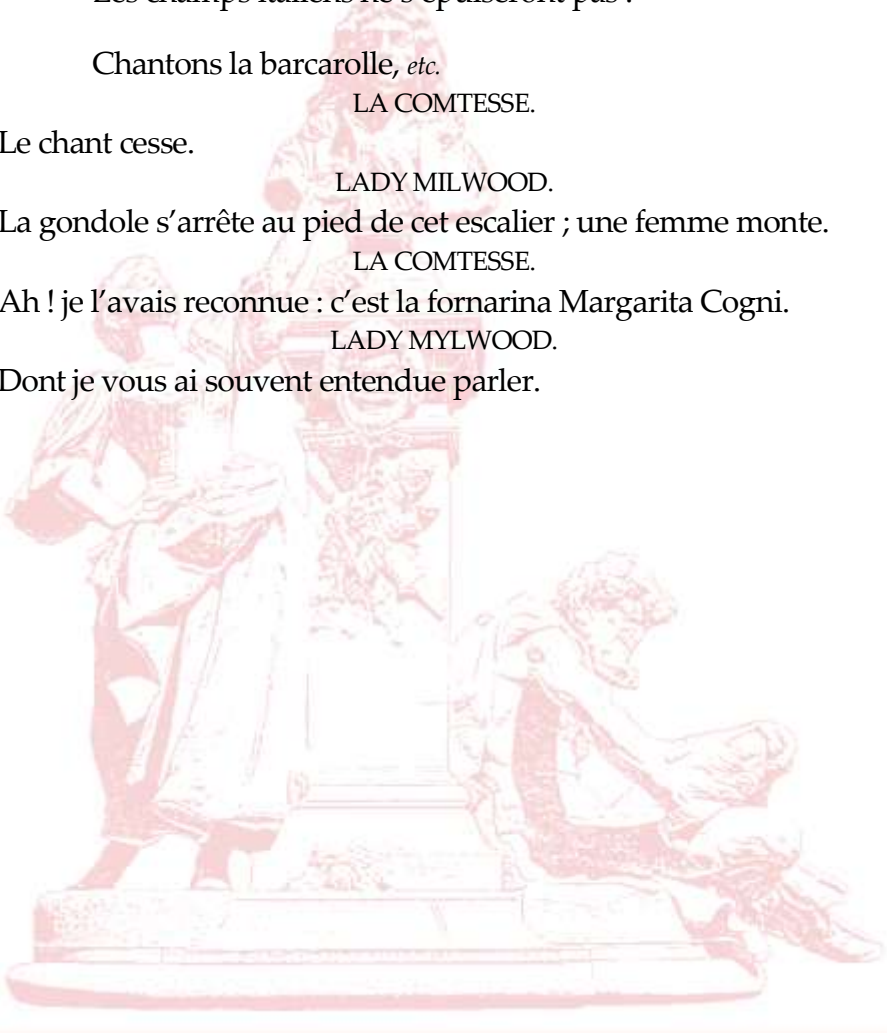 Les champs italiens ne s'épuiseront pas !
Chantons la barcarolle, etc.
LA COMTESSE.
Le chant cesse.
LADY MILWOOD.
La gondole s'arrête au pied de cet escalier ; une femme monte.
LA COMTESSE.
Ah ! je l'avais reconnue : c'est la fornarina Margarita Cogni.
LADY MYLWOOD.
Dont je vous ai souvent entendue parler.